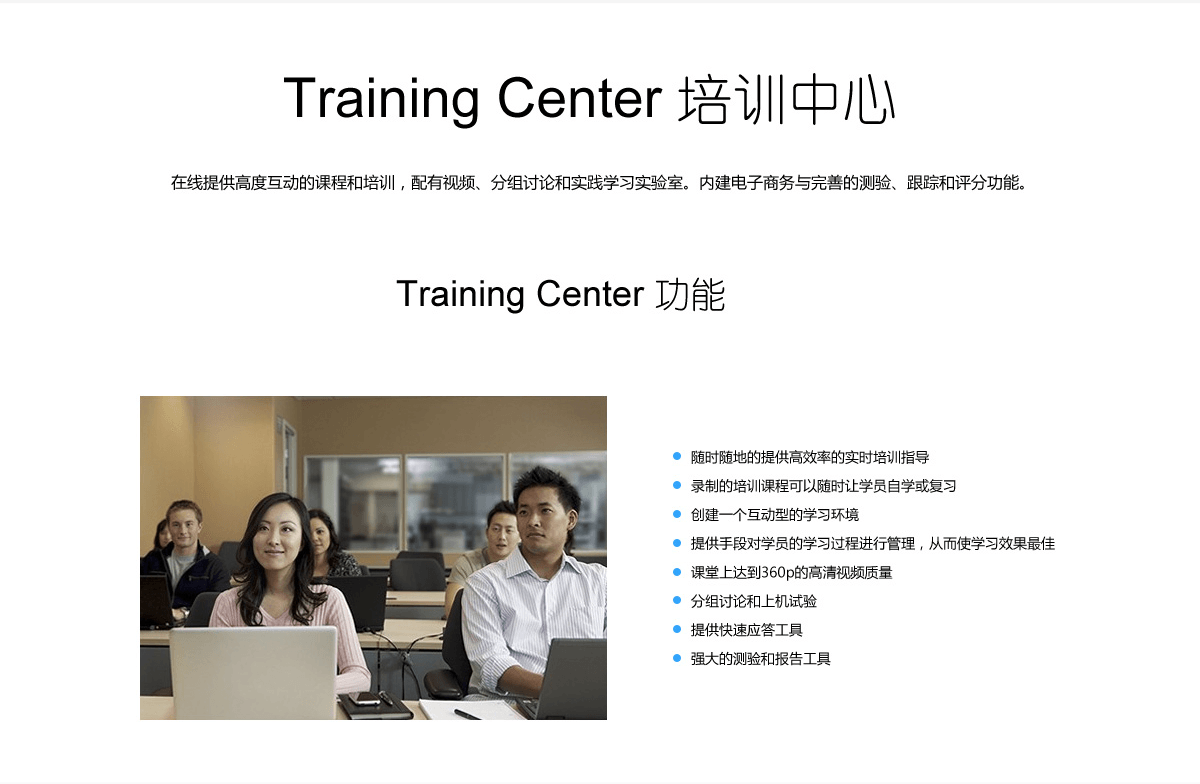 Training Center 培训中心
在线提供高度互动的课程和培训，配有视频、分组讨论和实践学习实验室。内建电子商务与完善的测验、跟踪和评分功能。
Training Center 功能
随时随地的提供高效率的实时培训指导
录制的培训课程可以随时让学员自学或复习
创建一个互动型的学习环境
提供手段对学员的学习过程进行管理，从而使学习效果最佳
课堂上达到360p的高清视频质量
分组讨论和上机试验
提供快速应答工具
强大的测验和报告工具